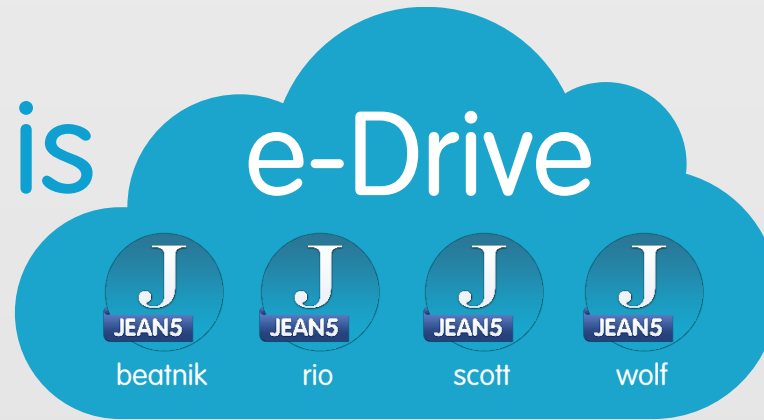 is e-Drive
J J J J
JEAN5 JEAN5 JEAN5 JEAN5
beatnik rio scott wolf